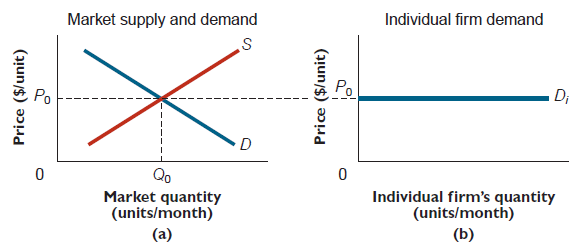 Market supply and demand
Price ($/unit)
S
P0
D
0
Q0
Market quantity
(units/month)
(a)
Individual firm demand
Price ($/unit)
P0
Di
0
Individual firm's quantity
(units/month)
(b)